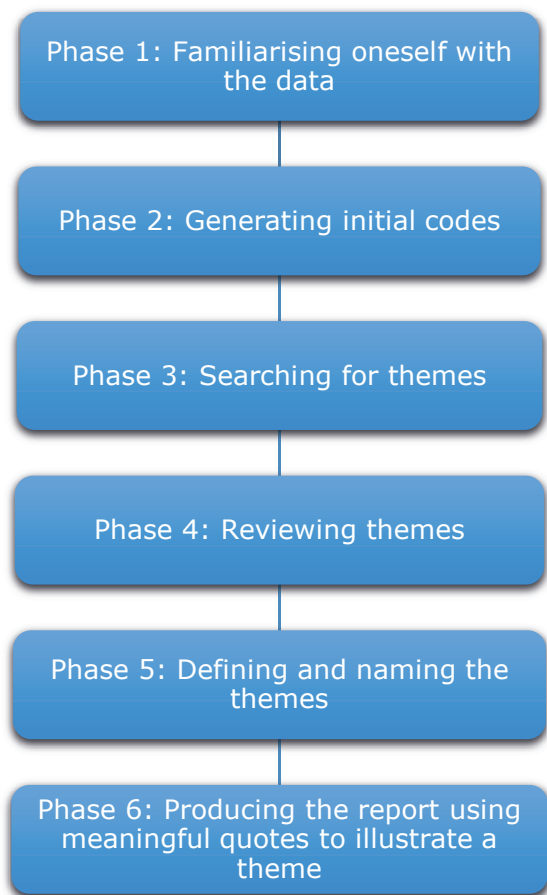 Phase 1: Familiarising oneself with
the data
Phase 2: Generating initial codes
Phase 3: Searching for themes
Phase 4: Reviewing themes
Phase 5: Defining and naming the
themes
Phase 6: Producing the report using
meaningful quotes to illustrate a
theme